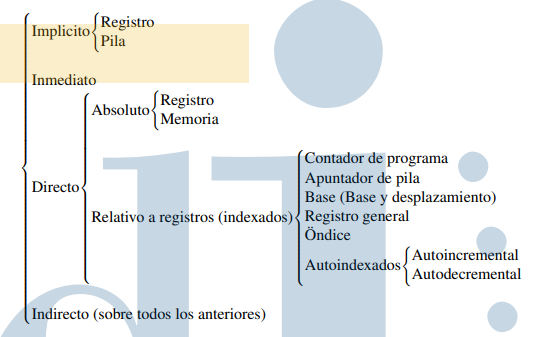 Implicito
Registro
Pila
Inmediato
Directo
Absoluto
Registro
Memoria
Relativo a registros (indexados)
Contador de programa
Apuntador de pila
Base (Base y desplazamiento)
Registro general
Öndice
Autoindexados
Autoincremental
Autodecremental
Indirecto (sobre todos los anteriores)